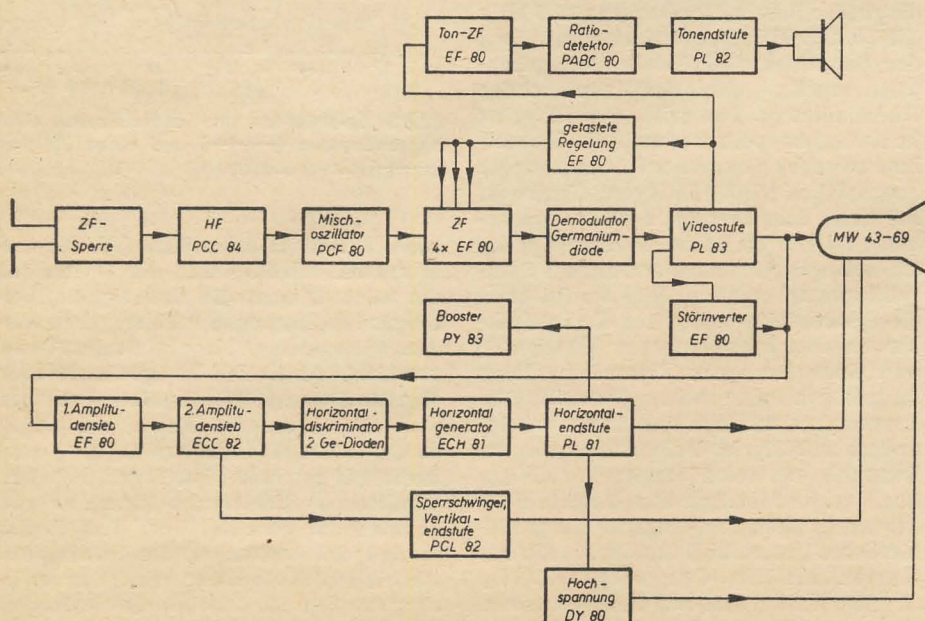 Ton-ZF
EF 80
Ratio-
detektor
PABC 80
Tonendstufe
PL 82
getastete
Regelung
EF 80
ZF-
Sperre
HF
PCC 84
Misch-
oszillator
PCF 80
ZF
4x EF 80
Demodulator
Germanium-
diode
Videostufe
PL 83
MW 43-69
Booster
PY 83
Störinverter
EF 80
1. Amplitu-
densieb
EF 80
2. Amplitu-
densieb
ECC 82
Horizontal-
diskriminator
2 Ge-Dioden
Horizontal
generator
ECH 81
Horizontal-
endstufe
PL 81
Sperrschwinger,
Vertikal-
endstufe
PCL 82
Hoch-
spannung
DY 80